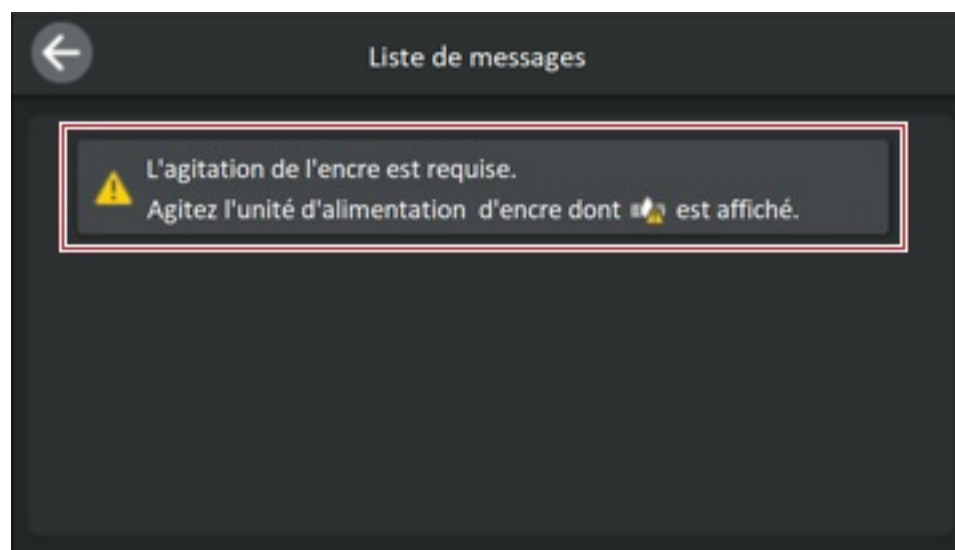 Liste de messages
L'agitation de l'encre est requise.
Agitez l'unité d'alimentation d'encre dont est affiché.